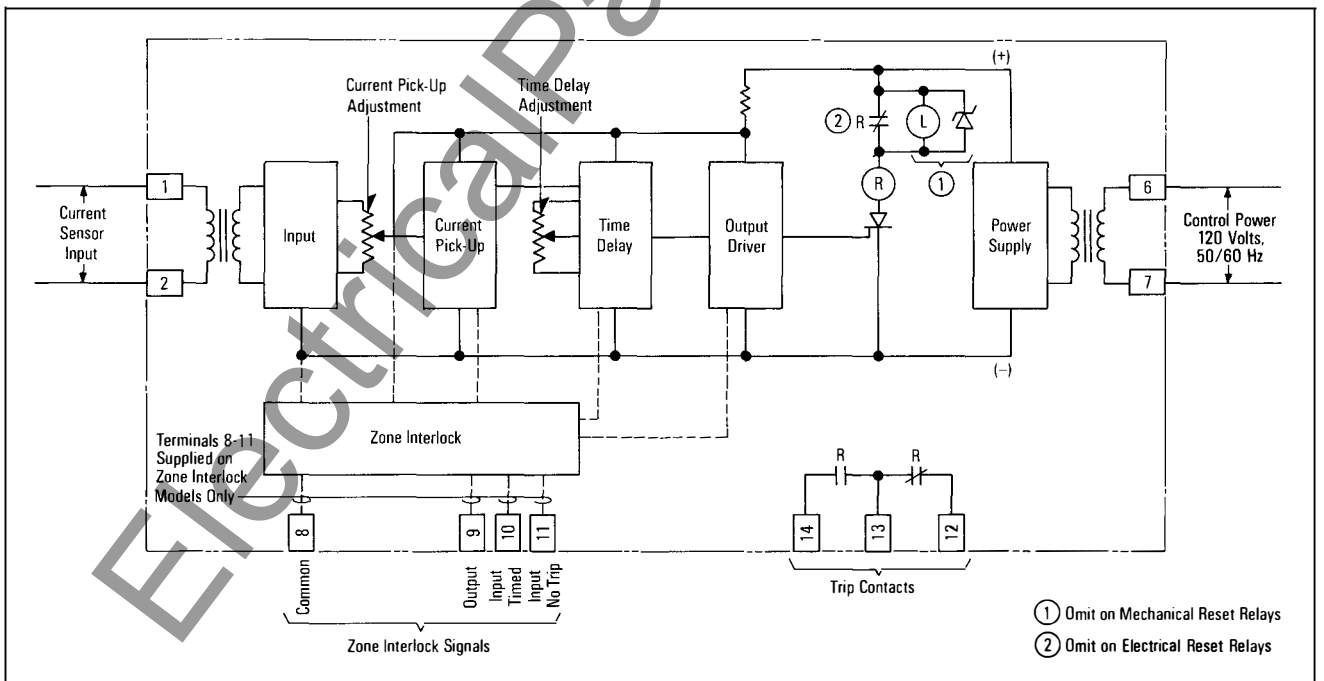 (+)
Current Pick-Up
Adjustment
Time Delay
Adjustment
2
R
L
1
R
1
Current
Sensor
Input
2
Input
Current
Pick-Up
Time
Delay
Output
Driver
Power
Supply
6
Control Power
120 Volts,
50/60 Hz
7
(−)
Terminals 8-11
Supplied on
Zone Interlock
Models Only
Zone Interlock
R
R
8
9
10
11
14
13
12
Common
Output
Input
Timed
Input
No Trip
Trip Contacts
Zone Interlock Signals
1 Omit on Mechanical Reset Relays
2 Omit on Electrical Reset Relays